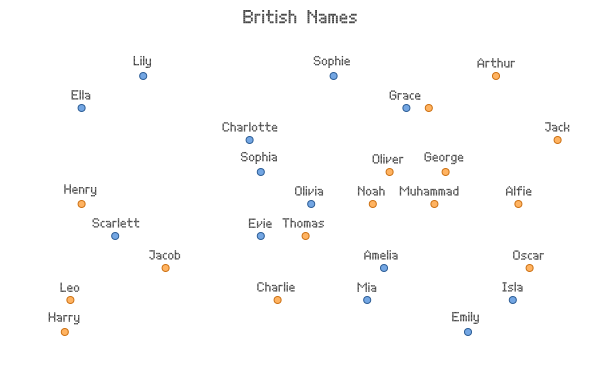 British Names
Lily
Sophie
Arthur
Ella
Grace
Charlotte
Jack
Sophia
Oliver
George
Henry
Olivia
Noah
Muhammad
Alfie
Scarlett
Evie
Thomas
Jacob
Amelia
Oscar
Leo
Charlie
Mia
Isla
Harry
Emily